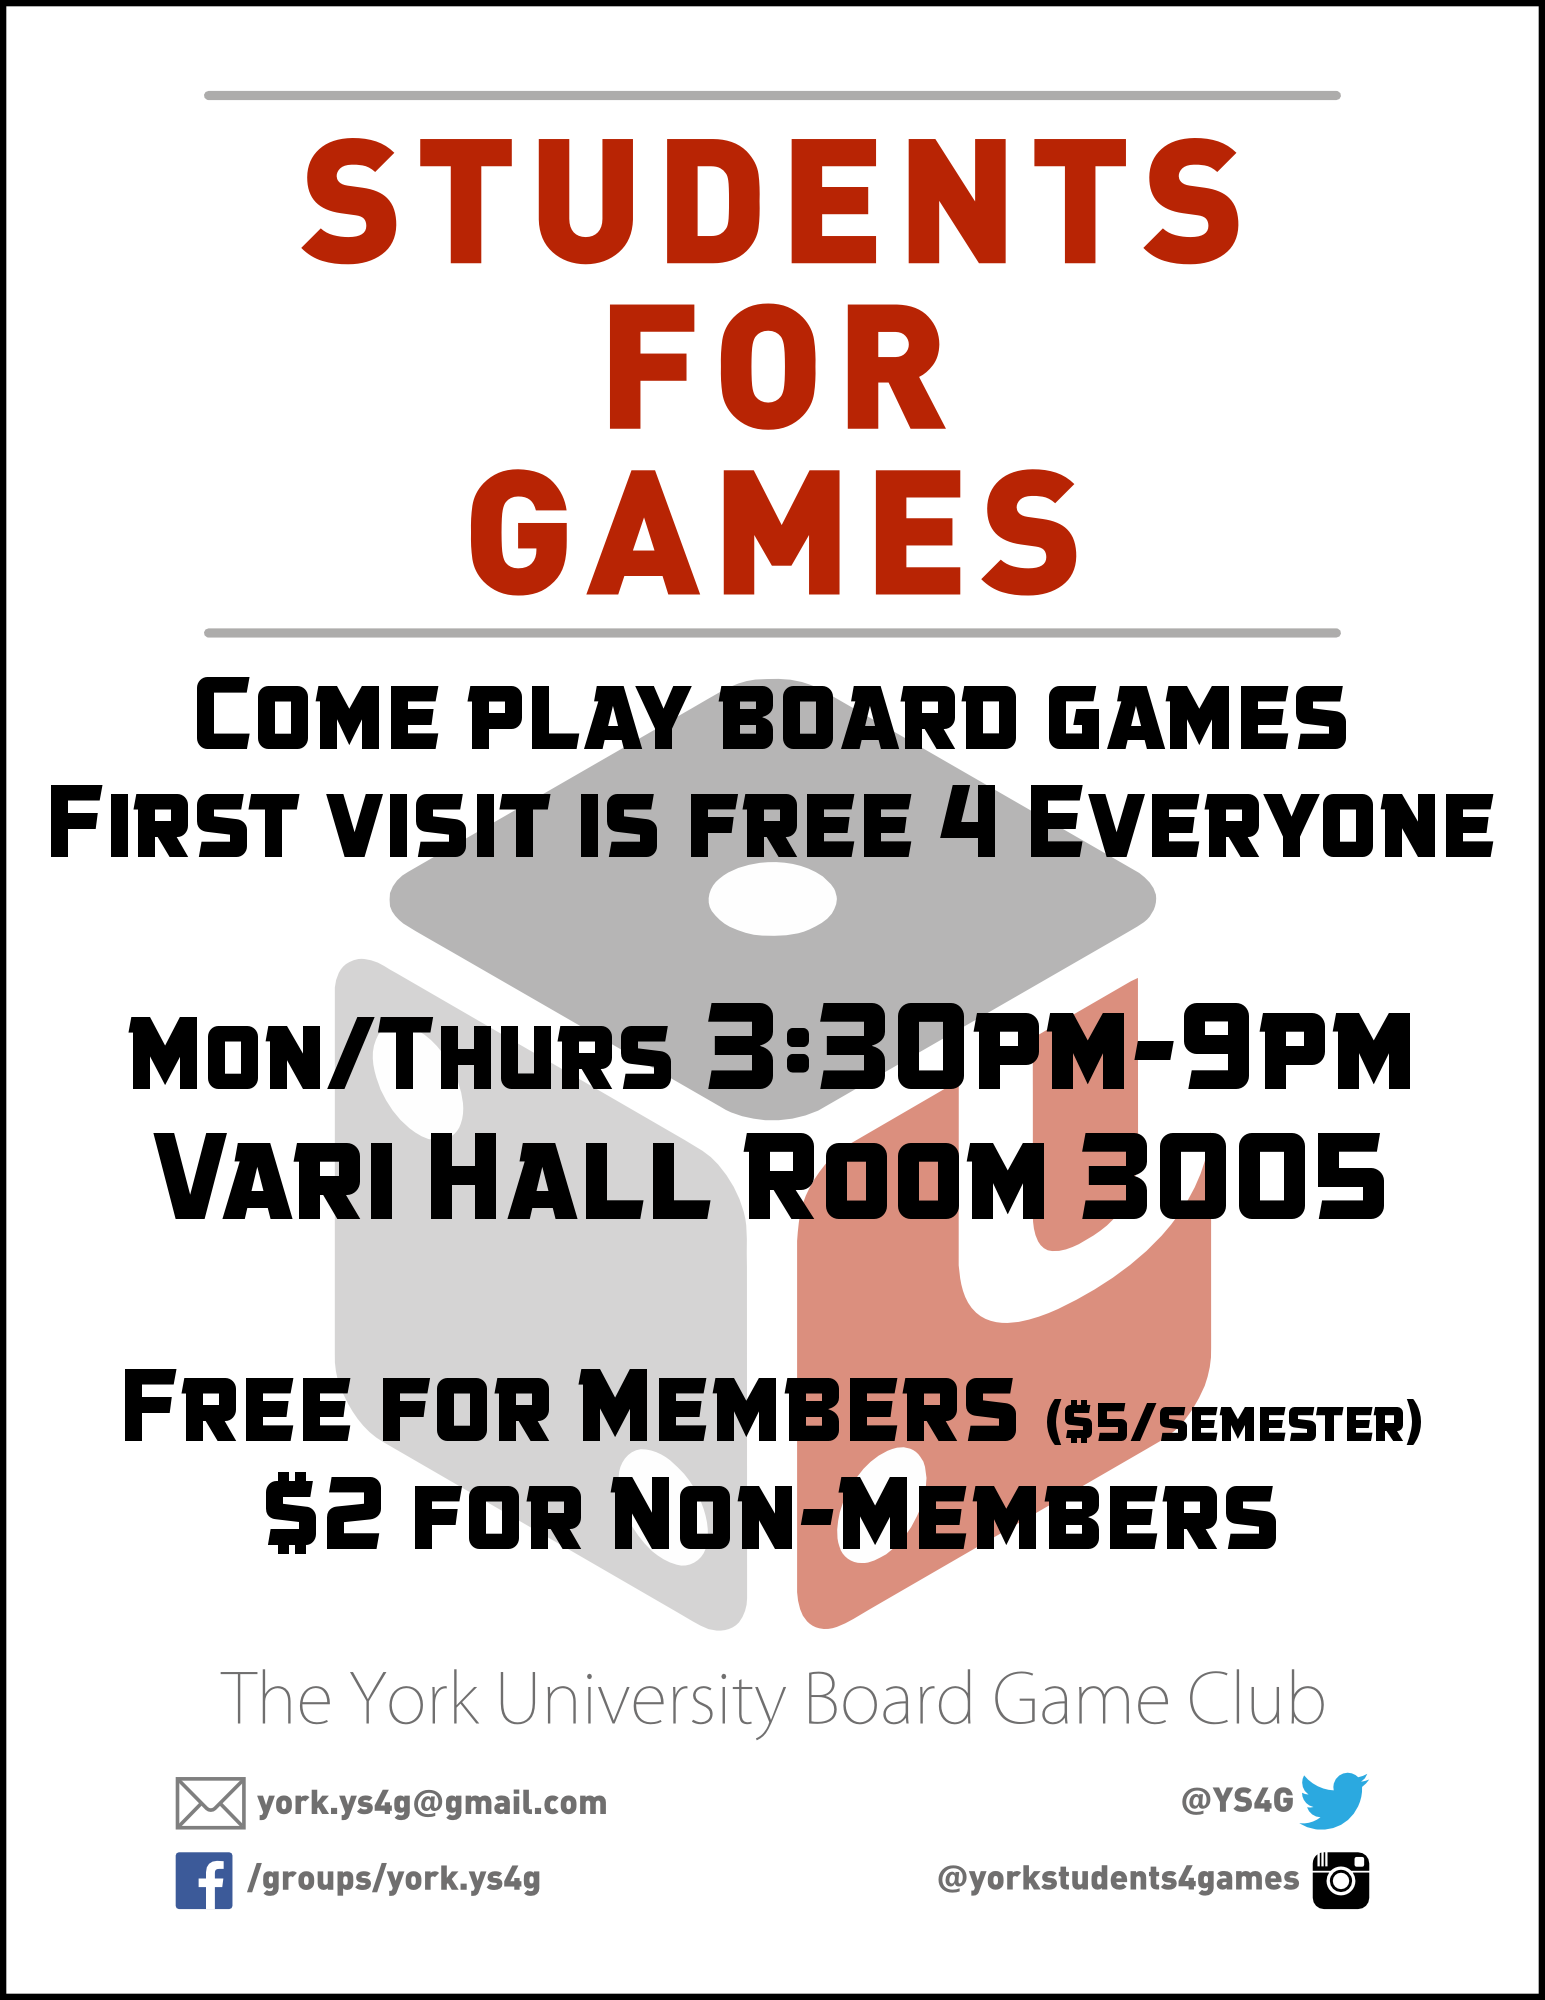 STUDENTS
FOR
GAMES
Come play board games
First visit is free 4 Everyone
Mon/Thurs 3:30pm-9pm
Vari Hall Room 3005
Free for Members ($5/semester)
$2 for Non-Members
The York University Board Game Club
york.ys4g@gmail.com
@YS4G
/groups/york.ys4g
@yorkstudents4games